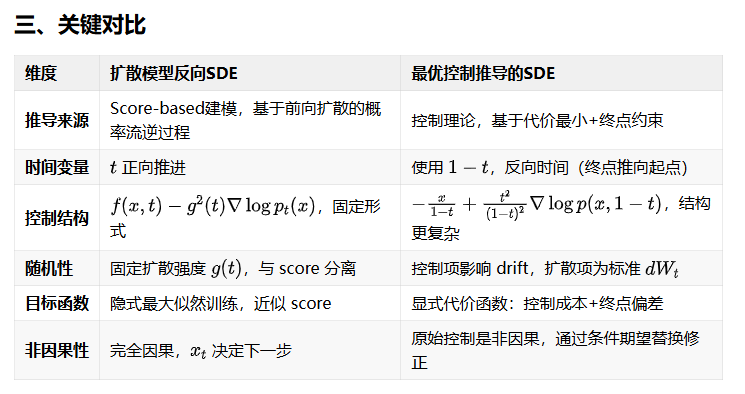 三、关键对比
维度 扩散模型反向SDE 最优控制推导的SDE
推导来源 Score-based建模，基于前向扩散的概率流逆过程 控制理论，基于代价最小+终点约束
时间变量 $t$ 正向推进 使用 $1-t$，反向时间（终点推向起点）
控制结构 $f(x,t)-g^2(t)\nabla \log p_t(x)$，固定形式 $-\frac{x}{1-t}+\frac{t^2}{(1-t)^2}\nabla \log p(x,1-t)$，结构更复杂
随机性 固定扩散强度 $g(t)$，与 score 分离 控制项影响 drift，扩散项为标准 $dW_t$
目标函数 隐式最大似然训练，近似 score 显式代价函数：控制成本+终点偏差
非因果性 完全因果，$x_t$ 决定下一步 原始控制是非因果，通过条件期望替换修正